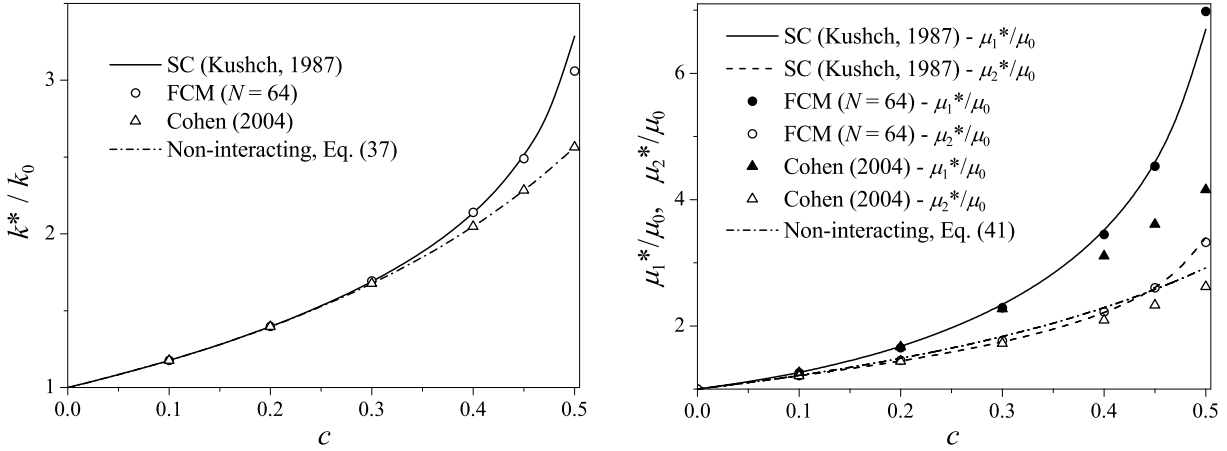 SC (Kushch, 1987)
FCM (N = 64)
Cohen (2004)
Non-interacting, Eq. (37)
k* / k0
3
2
1
0.0 0.1 0.2 0.3 0.4 0.5
c
SC (Kushch, 1987) - μ1*/μ0
SC (Kushch, 1987) - μ2*/μ0
FCM (N = 64) - μ1*/μ0
FCM (N = 64) - μ2*/μ0
Cohen (2004) - μ1*/μ0
Cohen (2004) - μ2*/μ0
Non-interacting, Eq. (41)
μ1*/μ0, μ2*/μ0
6
4
2
0.0 0.1 0.2 0.3 0.4 0.5
c